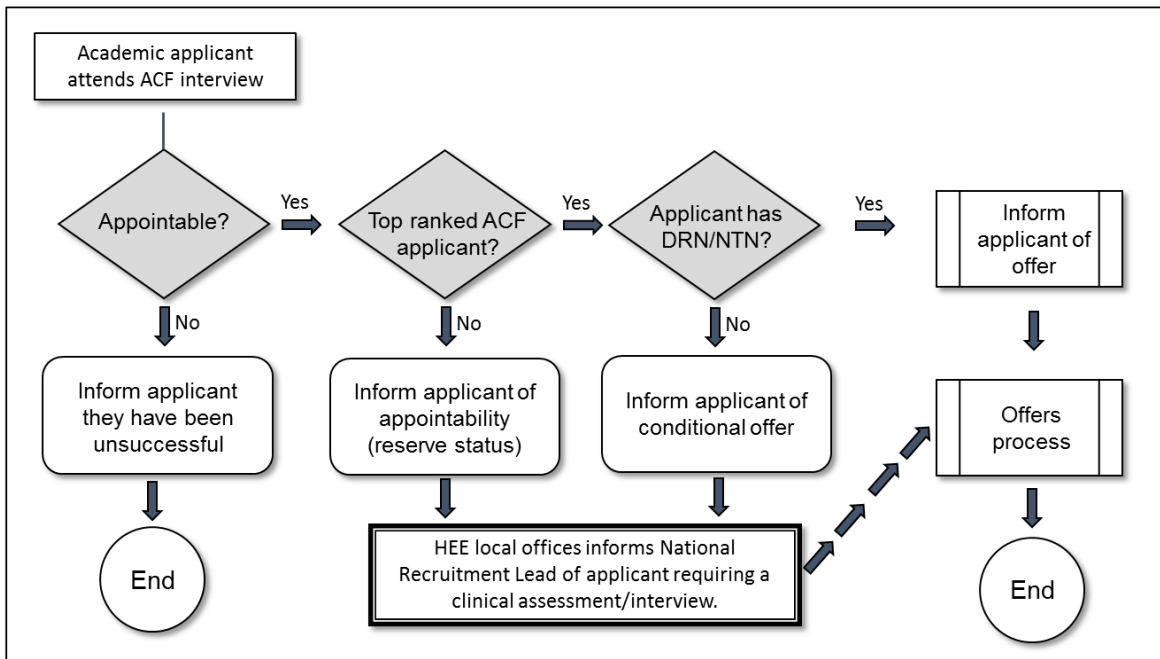 Academic applicant
attends ACF interview
Appointable?
Yes
Top ranked ACF
applicant?
Yes
Applicant has
DRN/NTN?
Yes
Inform
applicant of
offer
No
No
No
Inform applicant
they have been
unsuccessful
Inform applicant of
appointability
(reserve status)
Inform applicant of
conditional offer
Offers
process
End
HEE local offices informs National
Recruitment Lead of applicant requiring a
clinical assessment/interview.
End